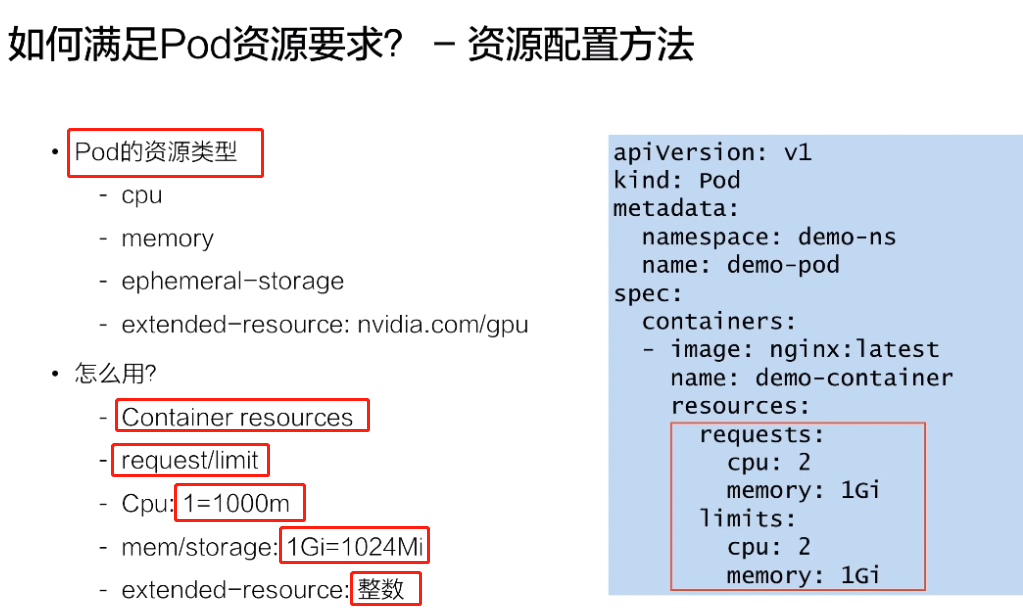 如何满足Pod资源要求? – 资源配置方法
• Pod的资源类型
- cpu
- memory
- ephemeral–storage
- extended–resource: nvidia.com/gpu
• 怎么用?
- Container resources
- request/limit
- Cpu: 1=1000m
- mem/storage: 1Gi=1024Mi
- extended–resource: 整数
apiVersion: v1
kind: Pod
metadata:
  namespace: demo-ns
  name: demo-pod
spec:
  containers:
  - image: nginx:latest
    name: demo-container
    resources:
      requests:
        cpu: 2
        memory: 1Gi
      limits:
        cpu: 2
        memory: 1Gi